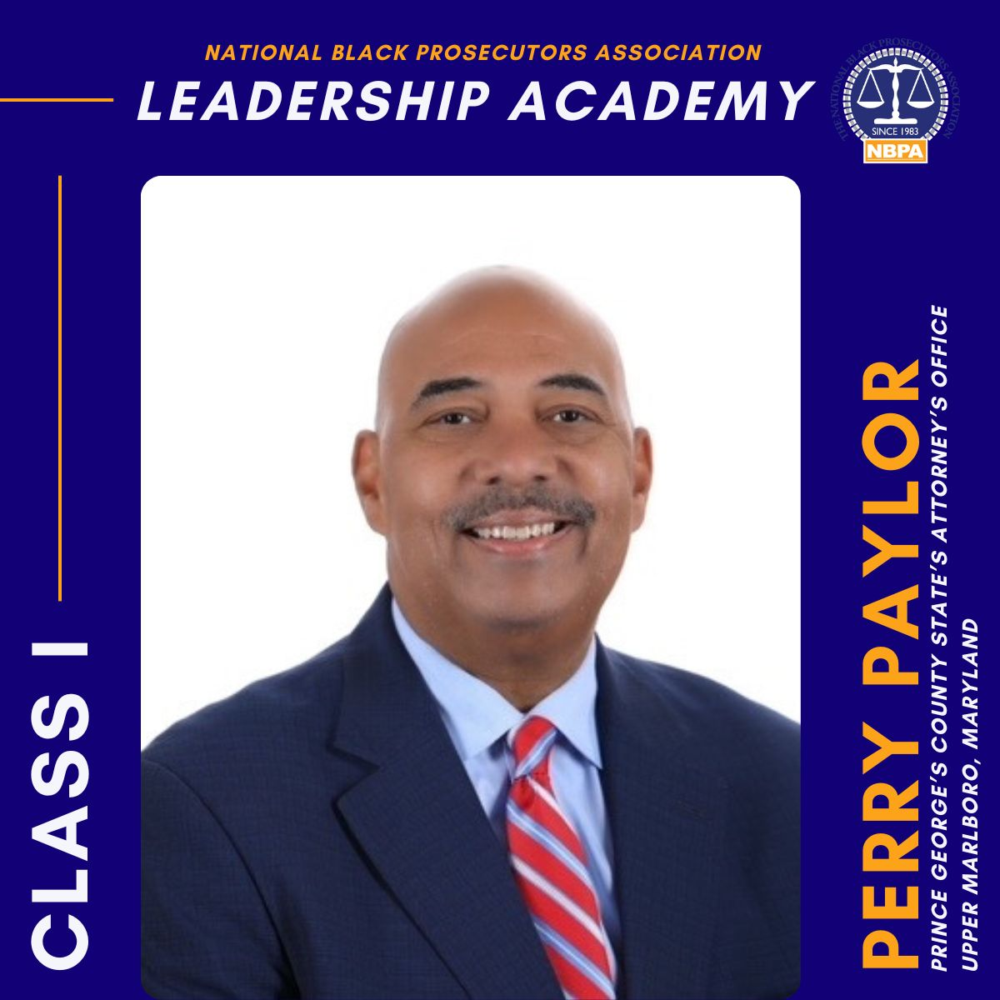 NATIONAL BLACK PROSECUTORS ASSOCIATION
LEADERSHIP ACADEMY
THE NATIONAL BLACK PROSECUTORS ASSOCIATION
SINCE 1983
NBPA
CLASS I
PERRY PAYLOR
PRINCE GEORGE'S COUNTY STATE'S ATTORNEY'S OFFICE
UPPER MARLBORO, MARYLAND